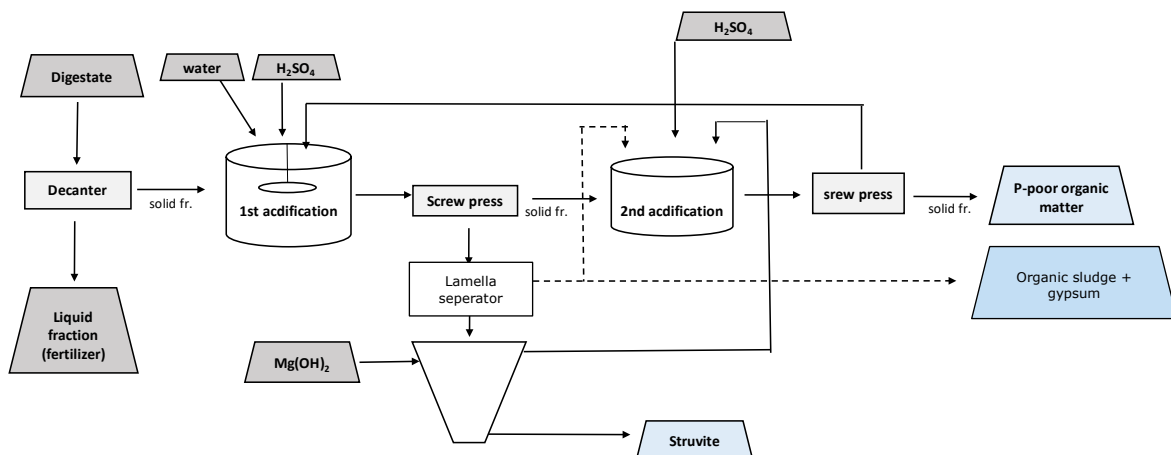 H₂SO₄
Digestate
water
H₂SO₄
Decanter
solid fr.
1st acdification
Screw press
solid fr.
2nd acdification
srew press
solid fr.
P-poor organic
matter
Lamella
seperator
Organic sludge +
gypsum
Liquid
fraction
(fertilizer)
Mg(OH)₂
Struvite